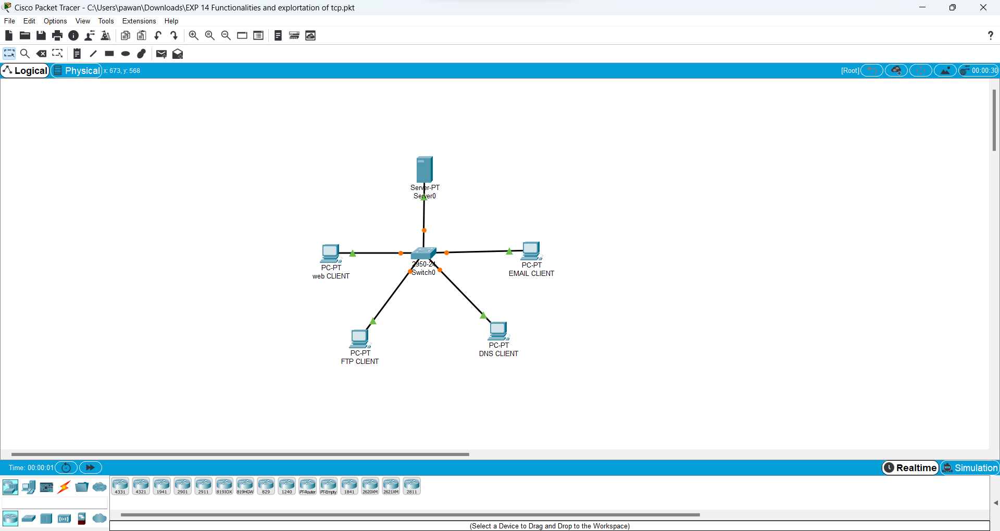 Cisco Packet Tracer - C:\Users\pawan\Downloads\EXP 14 Functionalities and explortation of tcp.pkt
File Edit Options View Tools Extensions Help
?
Logical Physical x: 673, y: 568 [Root] 00:00:30
Server-PT
Server0
PC-PT
web CLIENT
2950-24
Switch0
PC-PT
EMAIL CLIENT
PC-PT
FTP CLIENT
PC-PT
DNS CLIENT
Time: 00:00:01 Realtime Simulation
4331 4321 1941 2901 2911 819IOX 819HGW 829 1240 PT-Router PT-Empty 1841 2620XM 2621XM 2811
(Select a Device to Drag and Drop to the Workspace)